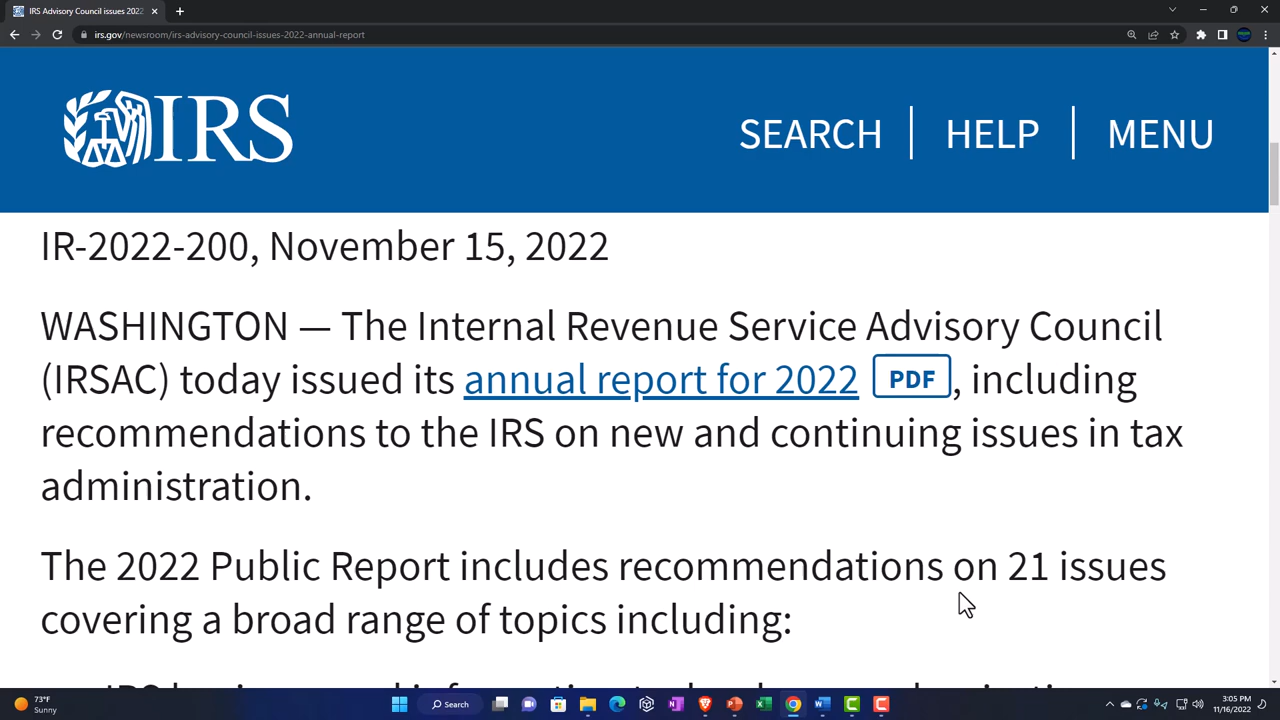 IRS Advisory Council issues 2022
irs.gov/newsroom/irs-advisory-council-issues-2022-annual-report
IRS
SEARCH
HELP
MENU
IR-2022-200, November 15, 2022
WASHINGTON — The Internal Revenue Service Advisory Council
(IRSAC) today issued its annual report for 2022 PDF, including
recommendations to the IRS on new and continuing issues in tax
administration.
The 2022 Public Report includes recommendations on 21 issues
covering a broad range of topics including:
73°F
Sunny
Search
3:05 PM
11/16/2022